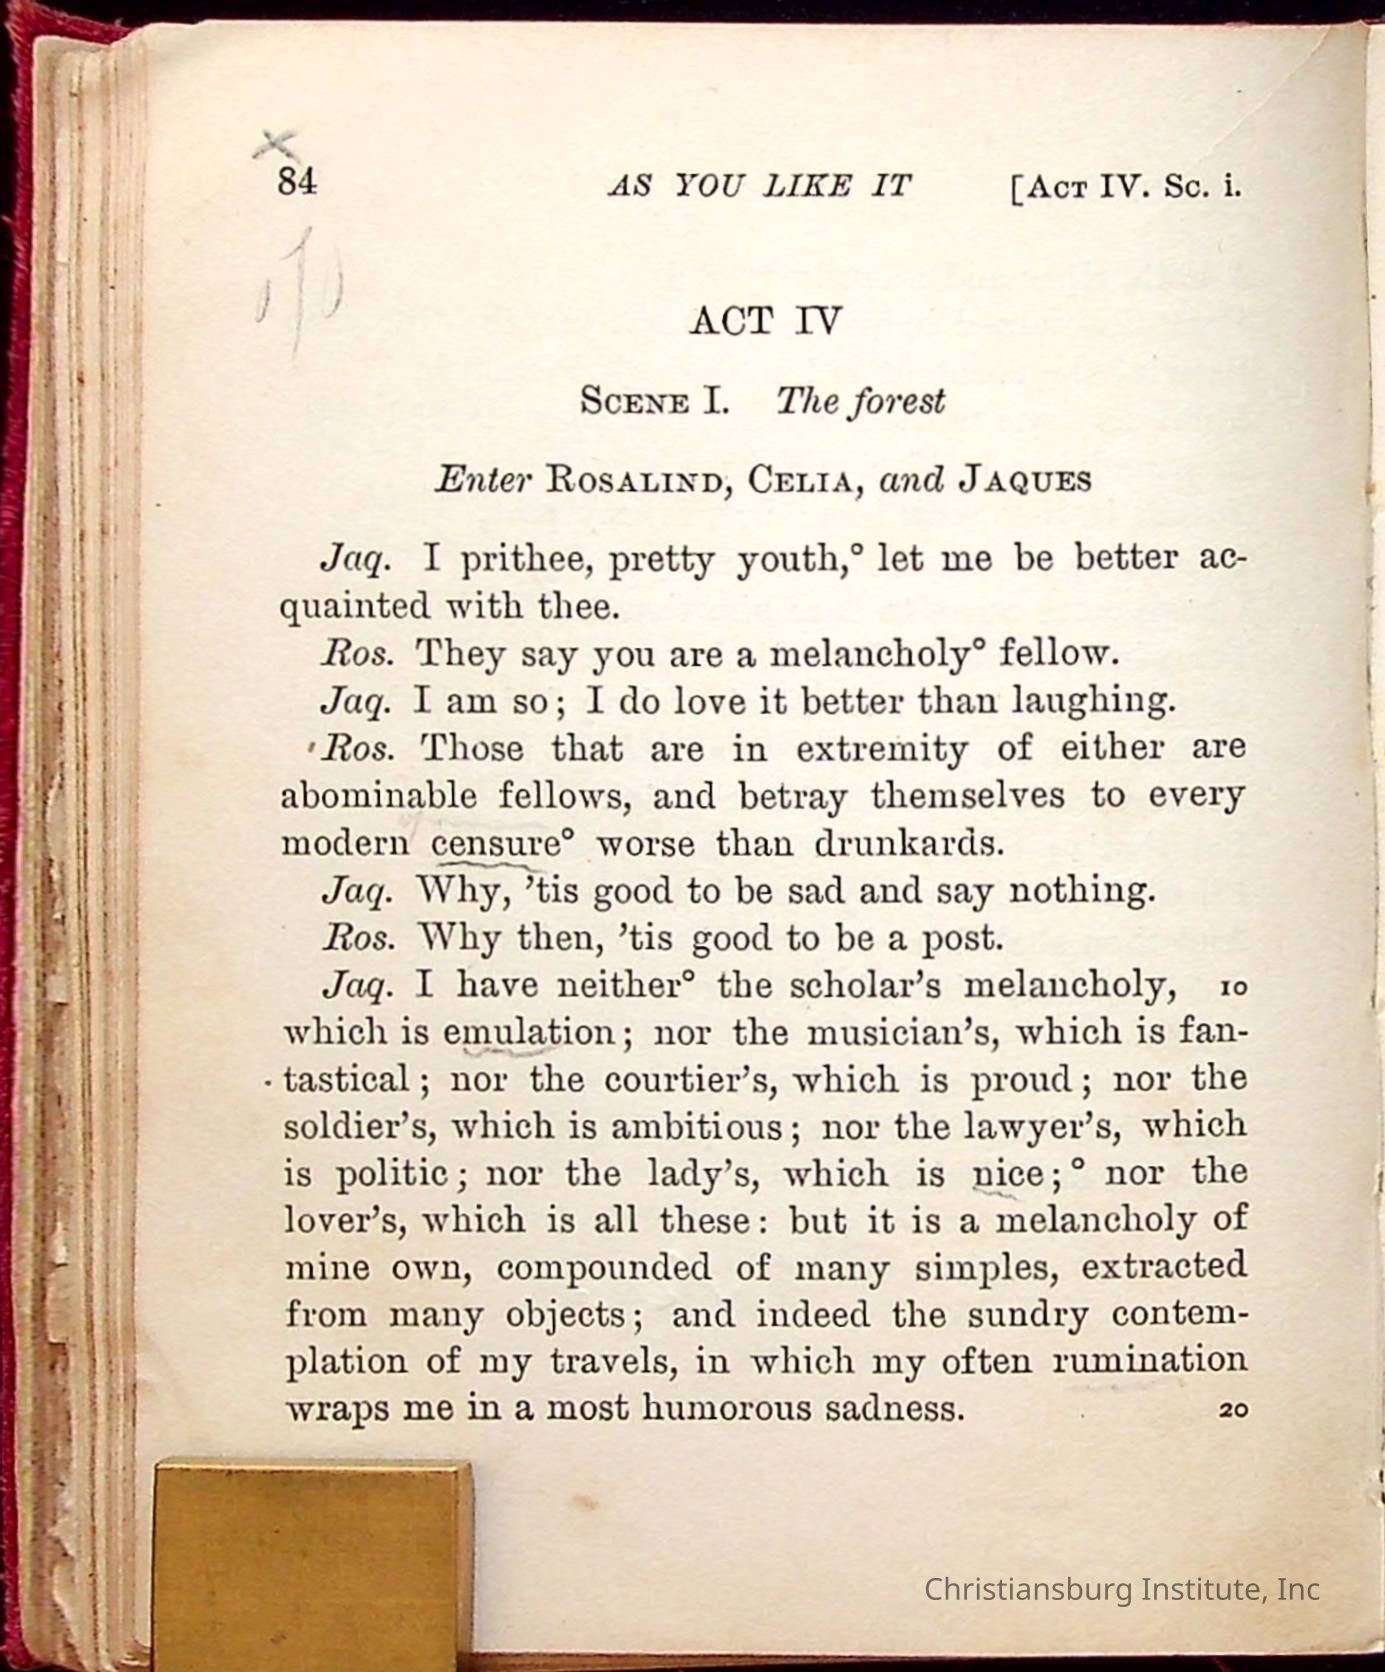 84 AS YOU LIKE IT [ACT IV. Sc. i.
ACT IV
SCENE I. The forest
Enter ROSALIND, CELIA, and JAQUES
Jaq. I prithee, pretty youth,° let me be better ac-
quainted with thee.
Ros. They say you are a melancholy° fellow.
Jaq. I am so; I do love it better than laughing.
Ros. Those that are in extremity of either are
abominable fellows, and betray themselves to every
modern censure° worse than drunkards.
Jaq. Why, ’tis good to be sad and say nothing.
Ros. Why then, ’tis good to be a post.
Jaq. I have neither° the scholar’s melancholy, 10
which is emulation; nor the musician’s, which is fan-
tastical; nor the courtier’s, which is proud; nor the
soldier’s, which is ambitious; nor the lawyer’s, which
is politic; nor the lady’s, which is nice;° nor the
lover’s, which is all these: but it is a melancholy of
mine own, compounded of many simples, extracted
from many objects; and indeed the sundry contem-
plation of my travels, in which my often rumination
wraps me in a most humorous sadness. 20
Christiansburg Institute, Inc